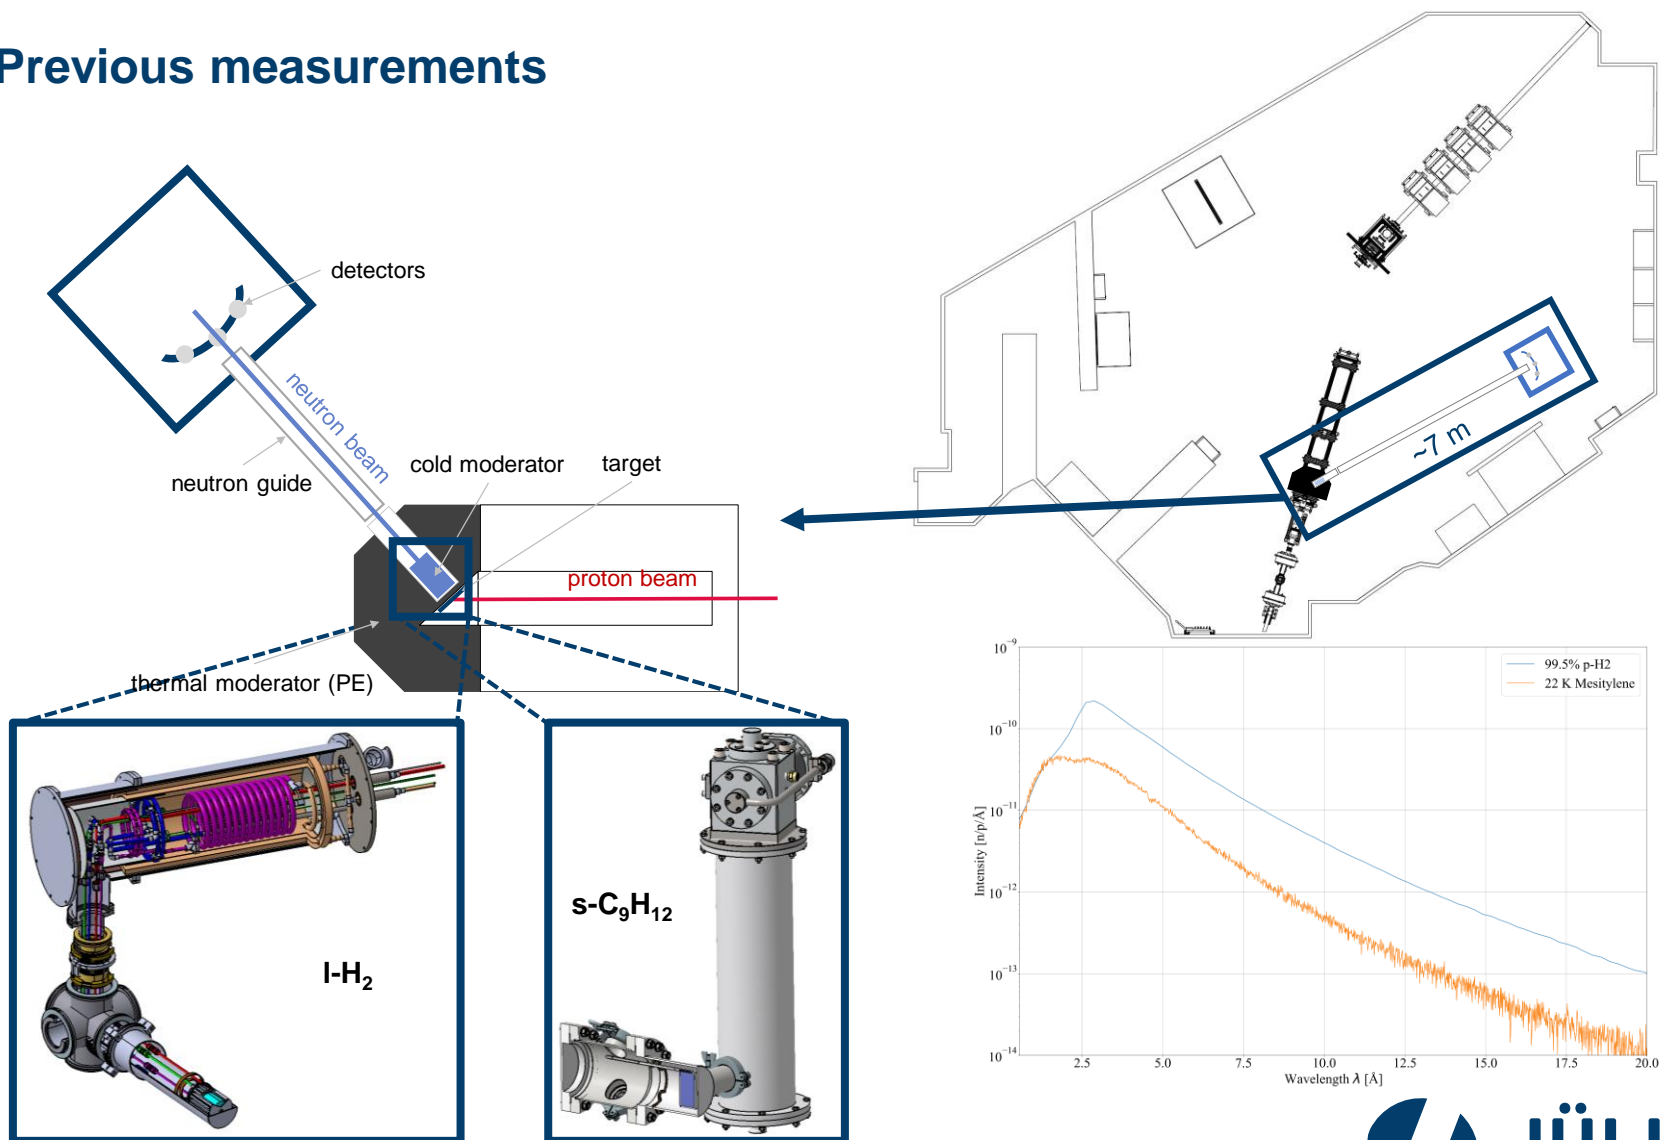 Previous measurements
detectors
neutron beam
neutron guide
cold moderator
target
proton beam
thermal moderator (PE)
~7 m
l-H2
s-C9H12
10⁻⁹
10⁻¹⁰
10⁻¹¹
10⁻¹²
10⁻¹³
10⁻¹⁴
Intensity [n/p/Å]
99.5% p-H2
22 K Mesitylene
2.5 5.0 7.5 10.0 12.5 15.0 17.5 20.0
Wavelength λ [Å]